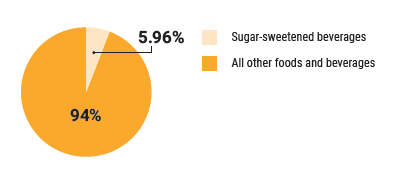 5.96%
94%
Sugar-sweetened beverages
All other foods and beverages